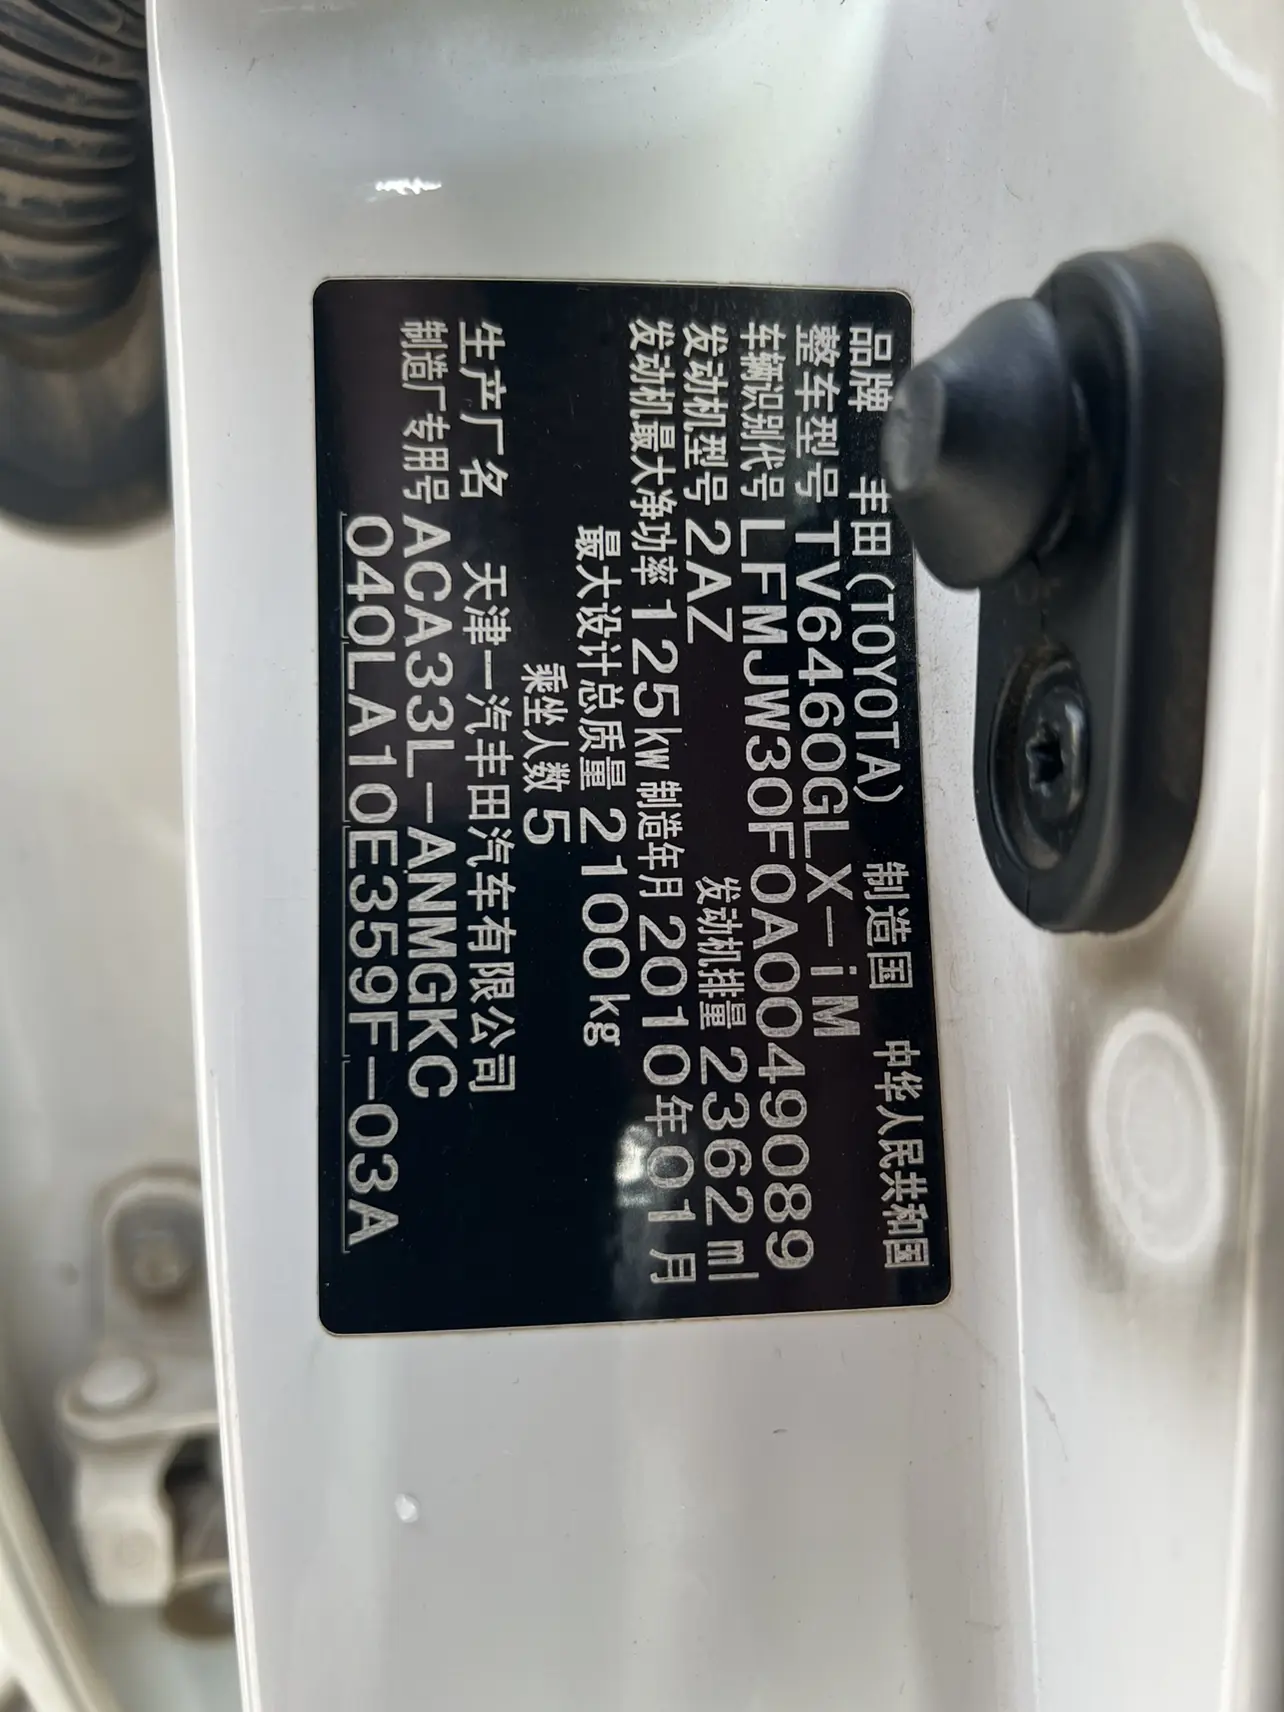 品牌 丰田(TOYOTA) 制造国 中华人民共和国
整车型号 TV6460GLX-iM
车辆识别代号 LFMJW30F0A0049089
发动机型号 2AZ 发动机排量 2362ml
发动机最大净功率 125kW 制造年月 2010年01月
最大设计总质量 2100kg
乘坐人数 5
生产厂名 天津一汽丰田汽车有限公司
制造厂专用号 ACA33L-ANMGKC
040LA10E359F-03A